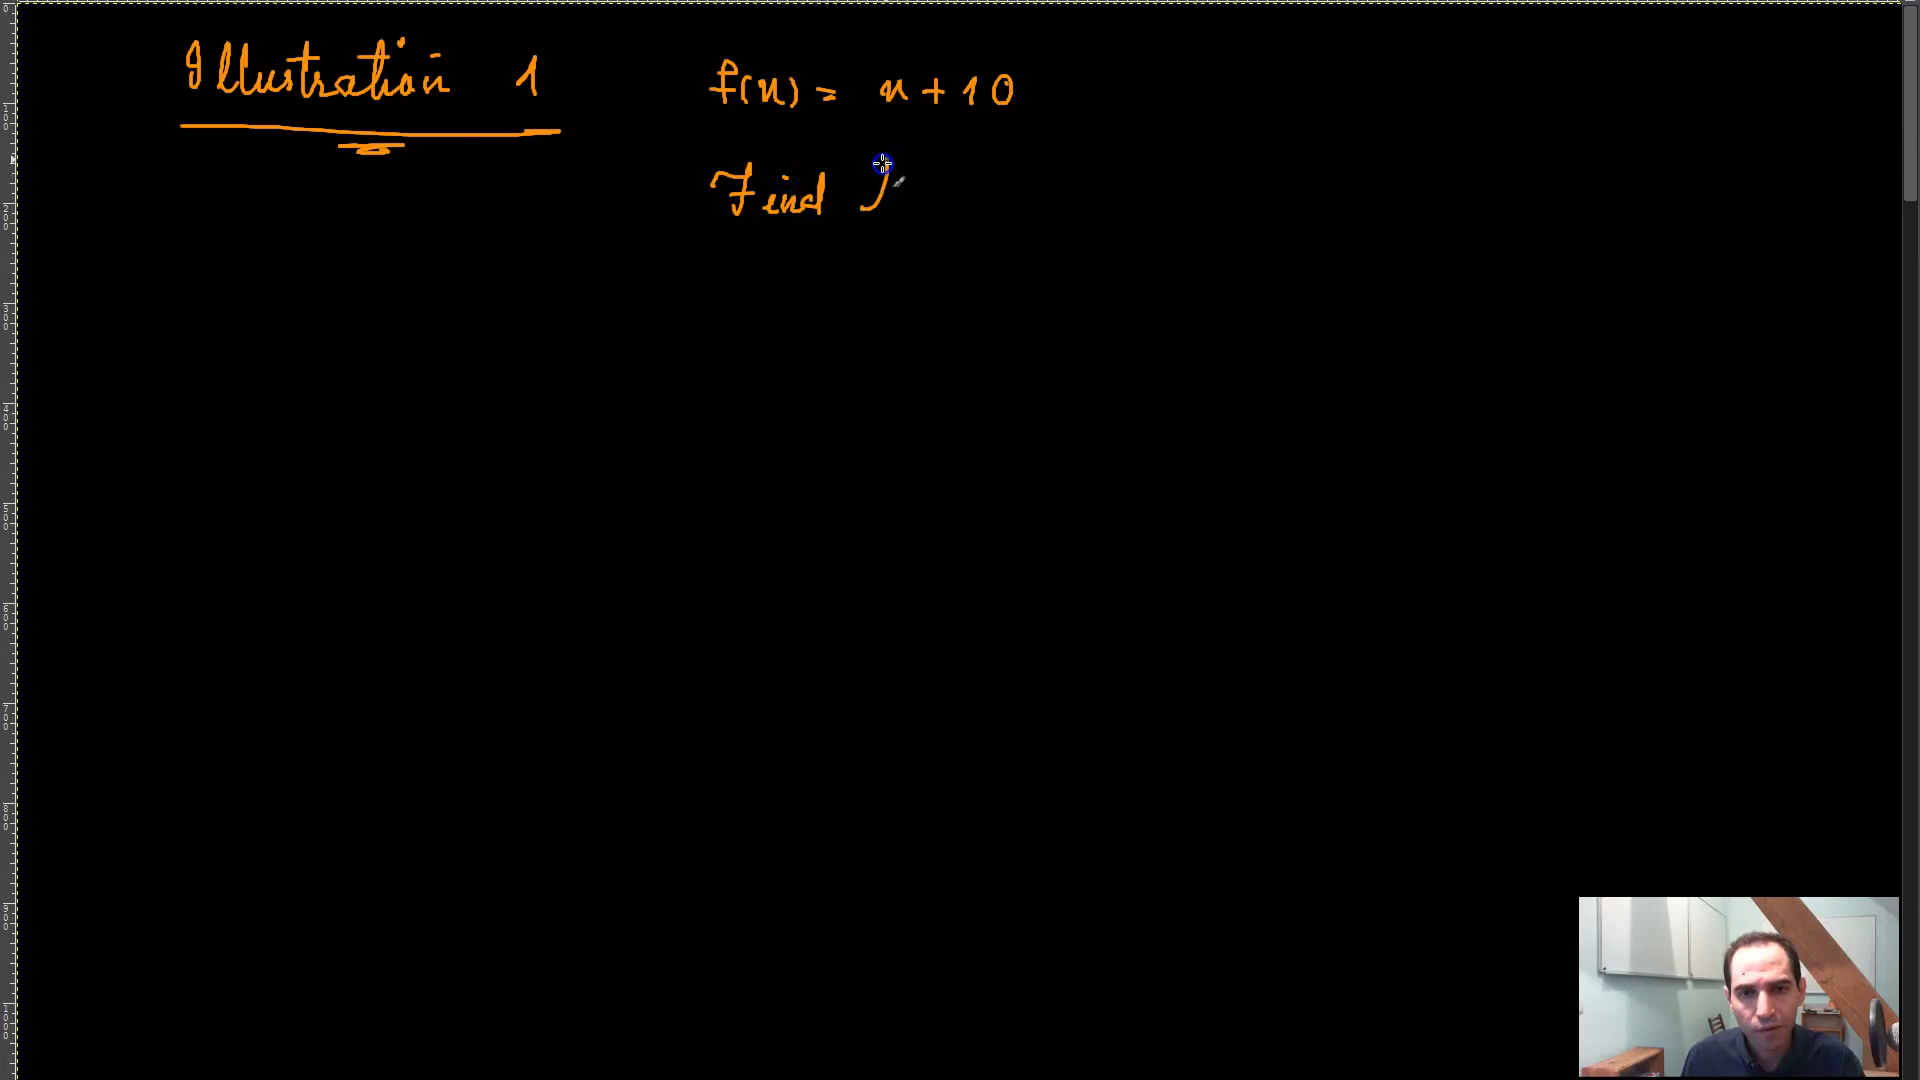 Illustration 1
f(x) = x + 10
Find